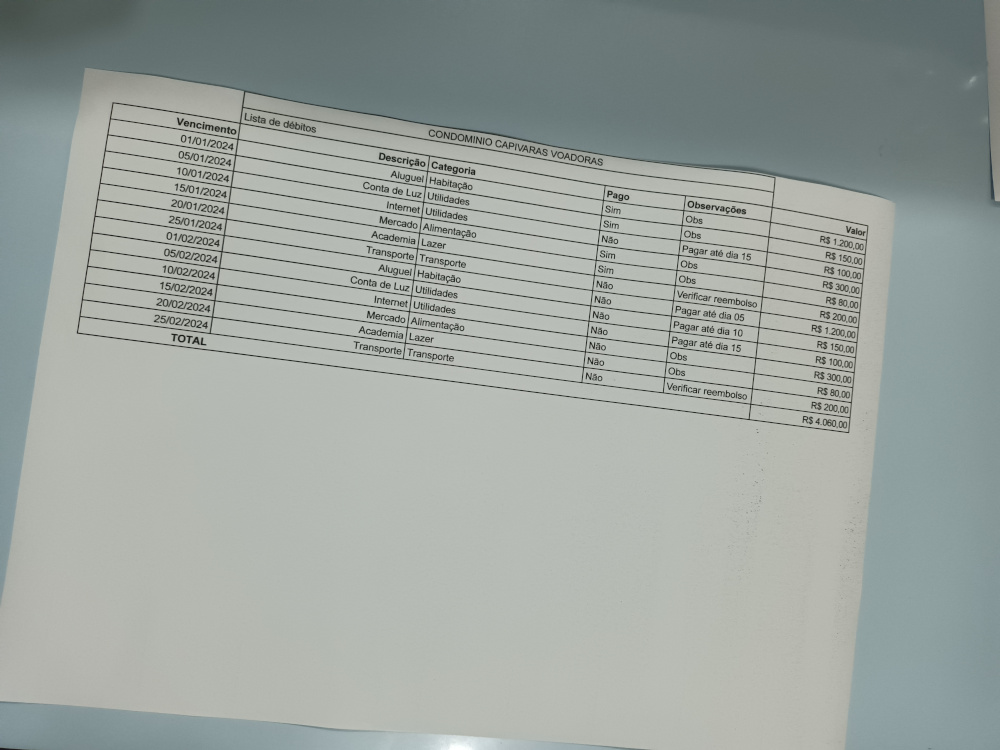 CONDOMINIO CAPIVARAS VOADORAS
Lista de débitos
Vencimento Descrição Categoria Pago Observações Valor
01/01/2024 Aluguel Habitação Sim Obs R$ 1.200,00
05/01/2024 Conta de Luz Utilidades Sim Obs R$ 150,00
10/01/2024 Internet Utilidades Não Pagar até dia 15 R$ 100,00
15/01/2024 Mercado Alimentação Sim Obs R$ 300,00
20/01/2024 Academia Lazer Sim Obs R$ 80,00
25/01/2024 Transporte Transporte Não Verificar reembolso R$ 200,00
01/02/2024 Aluguel Habitação Não Pagar até dia 05 R$ 1.200,00
05/02/2024 Conta de Luz Utilidades Não Pagar até dia 10 R$ 150,00
10/02/2024 Internet Utilidades Não Pagar até dia 15 R$ 100,00
15/02/2024 Mercado Alimentação Não Obs R$ 300,00
20/02/2024 Academia Lazer Não Obs R$ 80,00
25/02/2024 Transporte Transporte Não Verificar reembolso R$ 200,00
TOTAL R$ 4.060,00